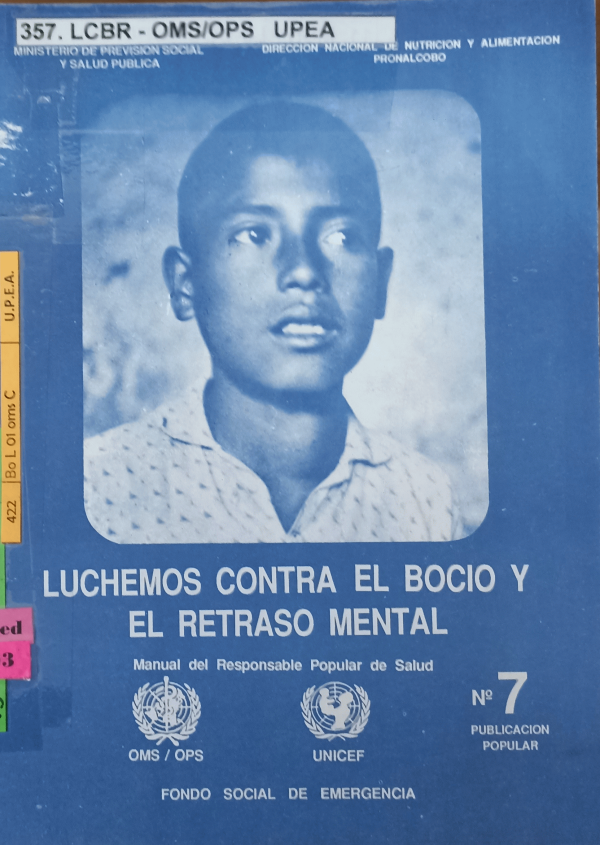 357. LCBR - OMS/OPS UPEA
MINISTERIO DE PREVISION SOCIAL
Y SALUD PUBLICA
DIRECCION NACIONAL DE NUTRICION Y ALIMENTACION
PRONALCOBO
U.P.E.A.
Bo L 01 oms C
422
ed
3
LUCHEMOS CONTRA EL BOCIO Y
EL RETRASO MENTAL
Manual del Responsable Popular de Salud
OMS / OPS
UNICEF
Nº 7
PUBLICACION
POPULAR
FONDO SOCIAL DE EMERGENCIA